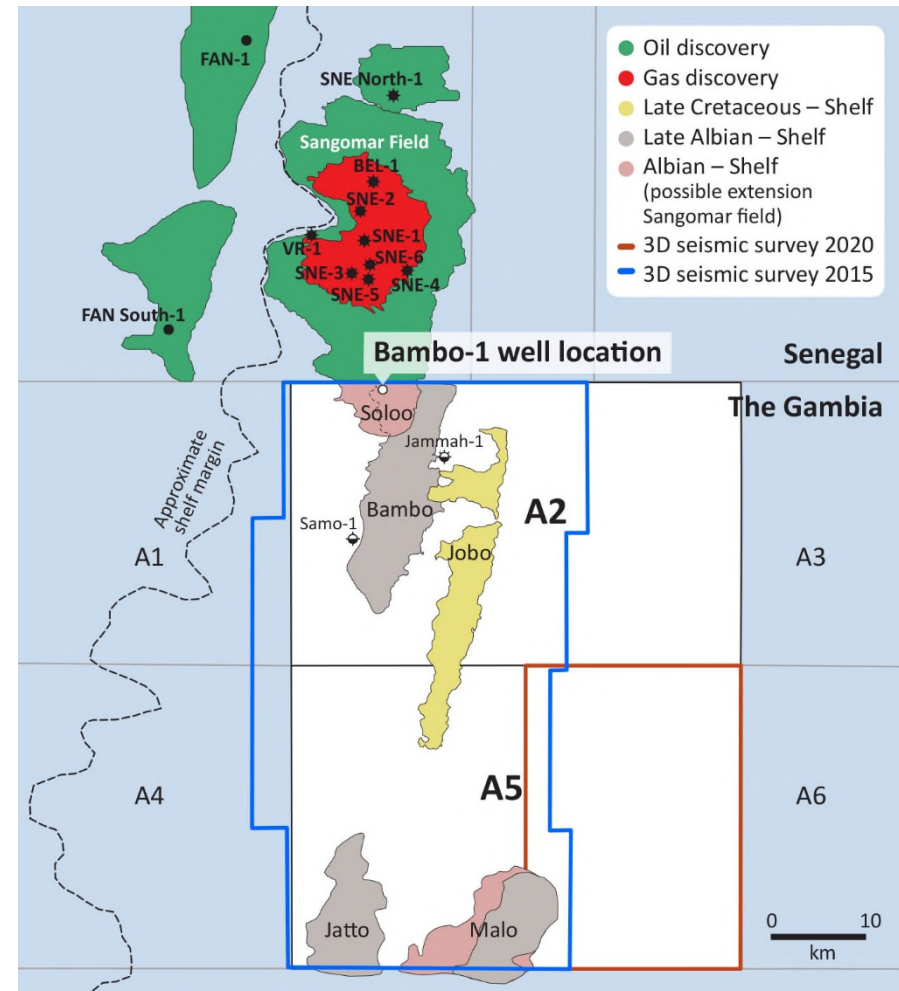 FAN-1
SNE North-1
Sangomar Field
BEL-1
SNE-2
SNE-1
VR-1
SNE-6
SNE-3
SNE-4
SNE-5
FAN South-1
Oil discovery
Gas discovery
Late Cretaceous – Shelf
Late Albian – Shelf
Albian – Shelf
(possible extension
Sangomar field)
3D seismic survey 2020
3D seismic survey 2015
Bambo-1 well location
Senegal
The Gambia
Soloo
Jammah-1
Approximate
shelf margin
Bambo
A2
Samo-1
Jobo
A1
A3
A4
A5
A6
Jatto
Malo
0 10
km